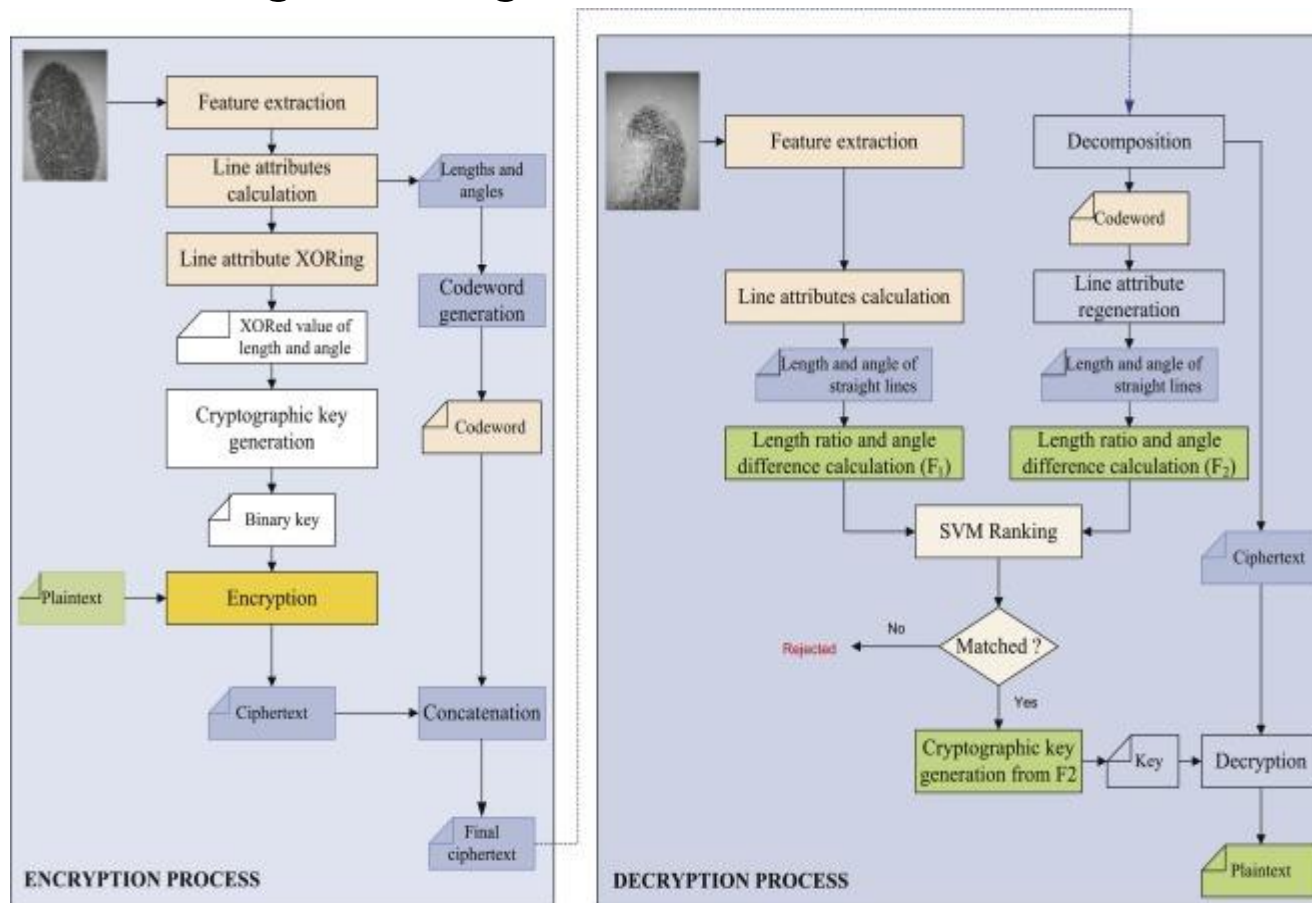 Feature extraction
Line attributes
calculation
Lengths and
angles
Line attribute XORing
Codeword
generation
XORed value of
length and angle
Cryptographic key
generation
Codeword
Binary key
Plaintext
Encryption
Ciphertext
Concatenation
Final
ciphertext
ENCRYPTION PROCESS
Feature extraction
Decomposition
Codeword
Line attributes calculation
Line attribute
regeneration
Length and angle of
straight lines
Length and angle of
straight lines
Length ratio and angle
difference calculation (F₁)
Length ratio and angle
difference calculation (F₂)
SVM Ranking
Ciphertext
Matched ?
No
Rejected
Yes
Cryptographic key
generation from F2
Key
Decryption
Plaintext
DECRYPTION PROCESS